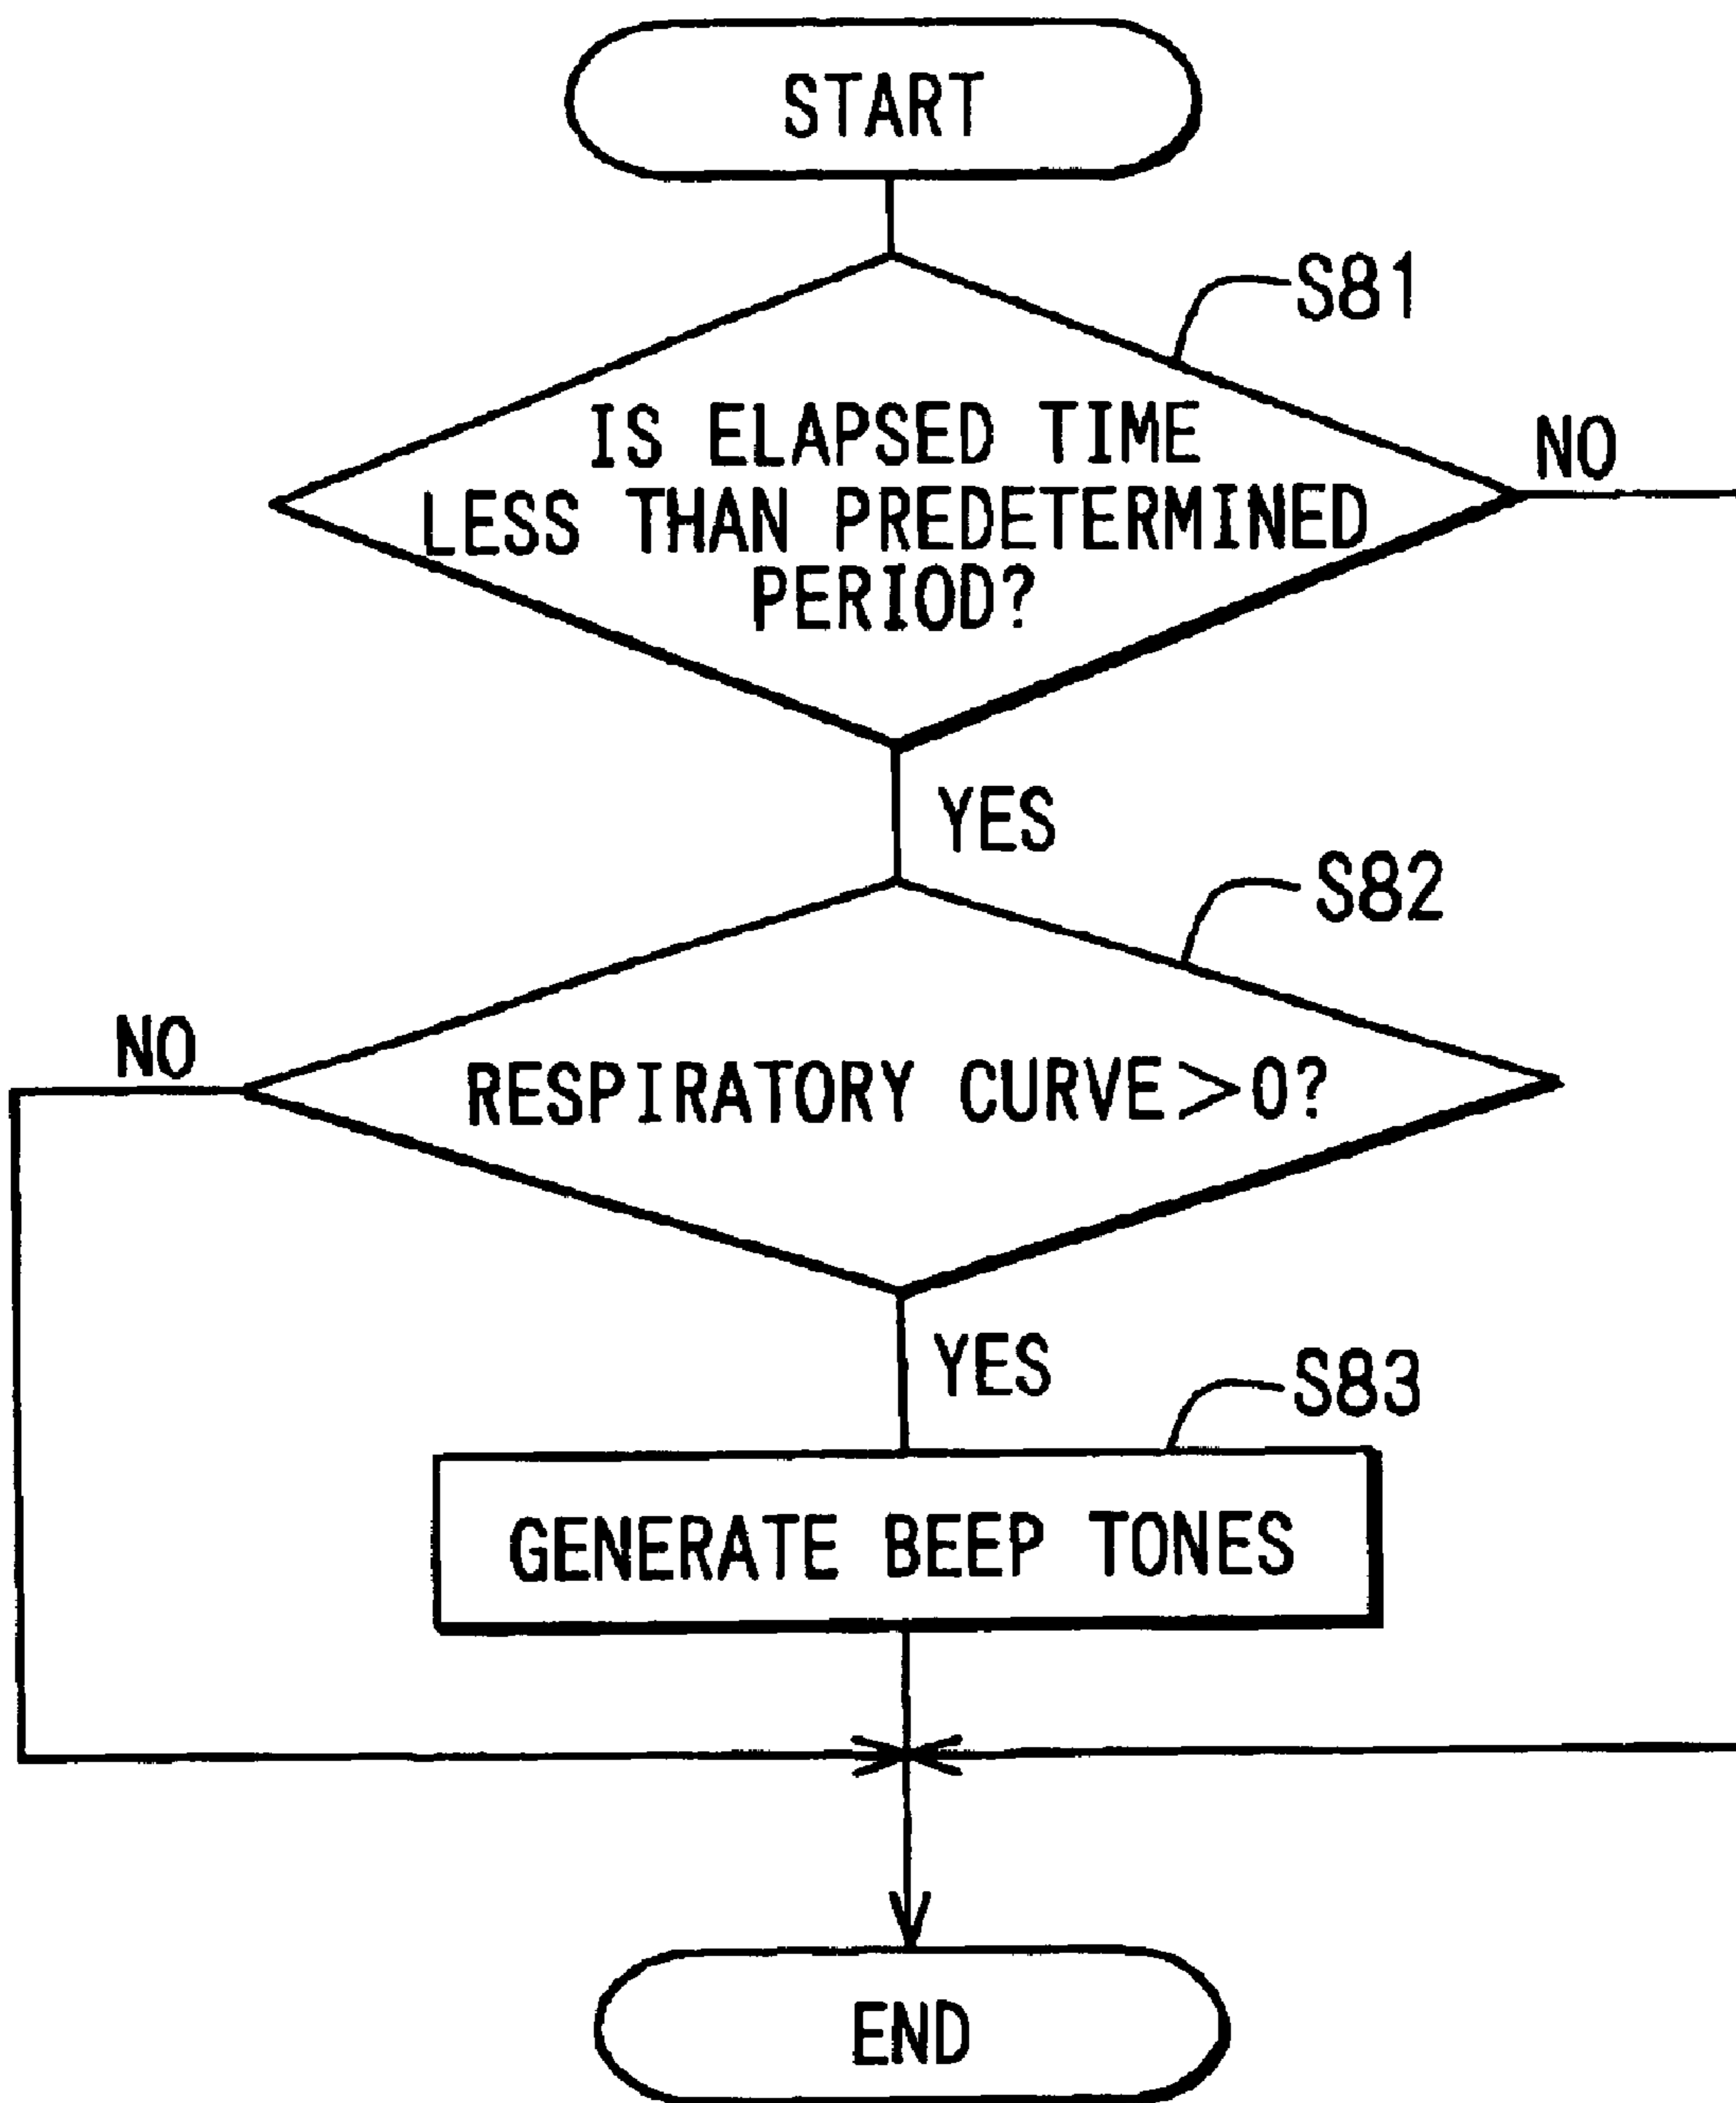 START
S81
IS ELAPSED TIME
LESS THAN PREDETERMINED
PERIOD?
NO
YES
S82
NO
RESPIRATORY CURVE>0?
YES
S83
GENERATE BEEP TONES
END